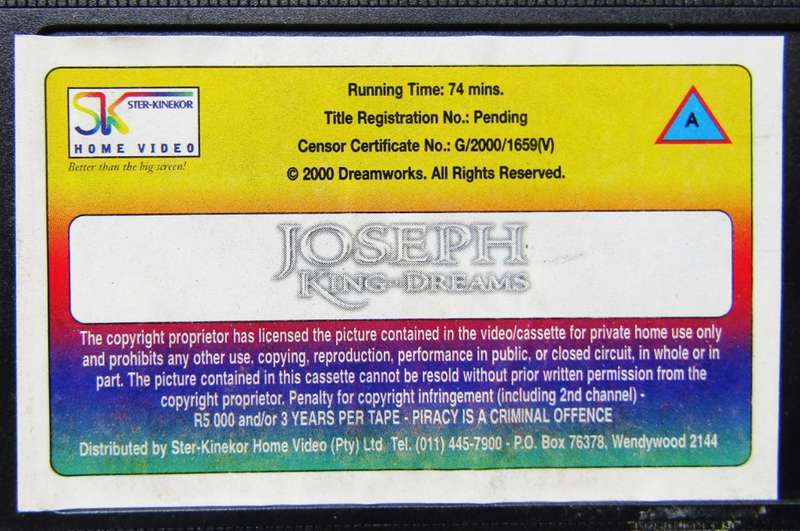 SK STER-KINEKOR
HOME VIDEO
Better than the big screen!
Running Time: 74 mins.
Title Registration No.: Pending
Censor Certificate No.: G/2000/1659(V)
© 2000 Dreamworks. All Rights Reserved.
A
JOSEPH
KING OF DREAMS
The copyright proprietor has licensed the picture contained in the video/cassette for private home use only
and prohibits any other use, copying, reproduction, performance in public, or closed circuit, in whole or in
part. The picture contained in this cassette cannot be resold without prior written permission from the
copyright proprietor. Penalty for copyright infringement (including 2nd channel) -
R5 000 and/or 3 YEARS PER TAPE - PIRACY IS A CRIMINAL OFFENCE
Distributed by Ster-Kinekor Home Video (Pty) Ltd Tel. (011) 445-7900 - P.O. Box 76378, Wendywood 2144